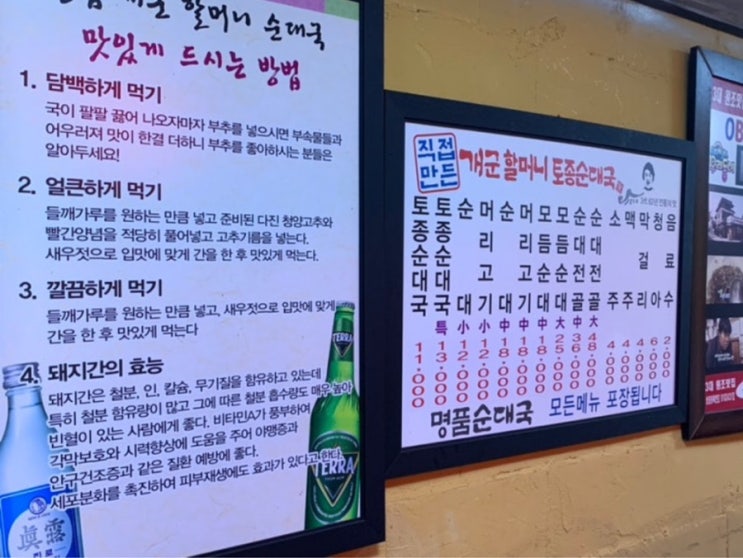 개군 할머니 순대국
맛있게 드시는 방법
1. 담백하게 먹기
국이 팔팔 끓어 나오자마자 부추를 넣으시면 부속물들과
어우러져 맛이 한결 더하니 부추를 좋아하시는 분들은
알아두세요!
2. 얼큰하게 먹기
들깨가루를 원하는 만큼 넣고 준비된 다진 청양고추와
빨간양념을 적당히 풀어넣고 고추기름을 넣는다.
새우젓으로 입맛에 맞게 간을 한 후 맛있게 먹는다.
3. 깔끔하게 먹기
들깨가루를 원하는 만큼 넣고, 새우젓으로 입맛에 맞게
간을 한 후 맛있게 먹는다
4. 돼지간의 효능
돼지간은 철분, 인, 칼슘, 무기질을 함유하고 있는데
특히 철분 함유량이 많고 그에 따른 철분 흡수량도 매우 높아
빈혈이 있는 사람에게 좋다. 비타민A가 풍부하여
각막보호와 시력향상에 도움을 주어 야맹증과
안구건조증과 같은 질환 예방에 좋다.
세포분화를 촉진하여 피부재생에도 효과가 있다고 한다.
TERRA
TERRA
眞露
직접
만든
개군할머니 토종순대국
토종순대국 11.000
토종순대국 特 13.000
순대 小
머리고기 小
순대 中
머리고기 中
모듬순대 中
모듬순대 大
순대전골 中
순대전골 大
소주 4.000
맥주 4.000
막걸리 4.000
청아 6.000
음료수 2.000
명품순대국
모든메뉴 포장됩니다
3대 원조맛집